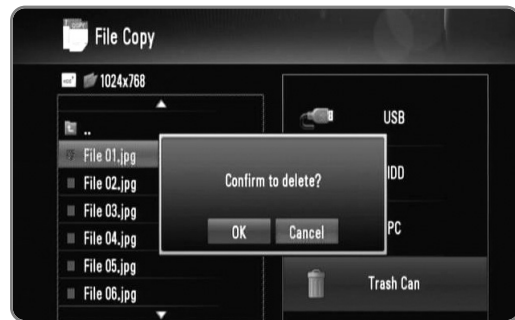 File Copy
1024x768
..
File 01.jpg
File 02.jpg
File 03.jpg
File 04.jpg
File 05.jpg
File 06.jpg
Confirm to delete?
OK Cancel
USB
HDD
PC
Trash Can